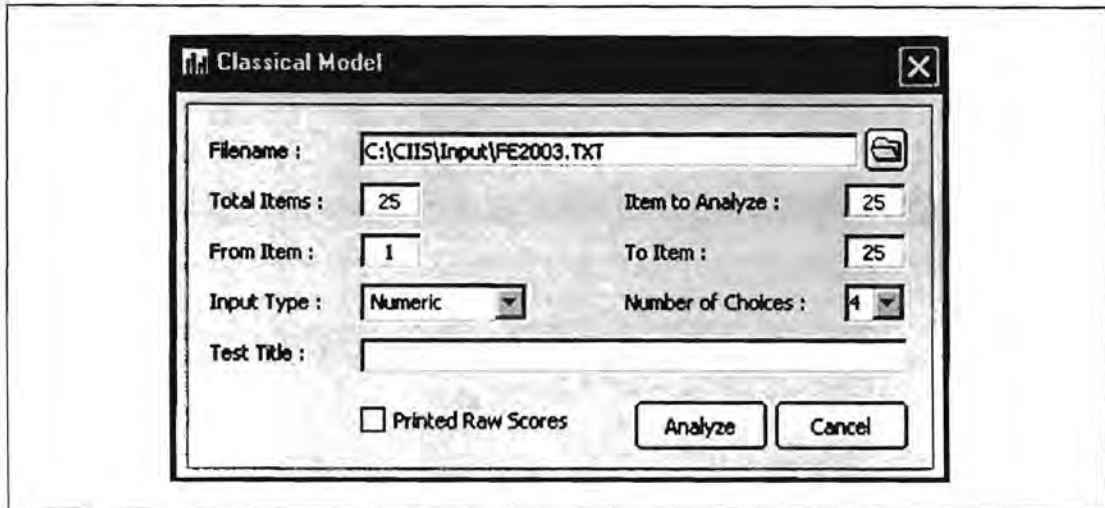 Classical Model
Filename : C:\CIIS\Input\FE2003.TXT
Total Items : 25 Item to Analyze : 25
From Item : 1 To Item : 25
Input Type : Numeric Number of Choices : 4
Test Title :
Printed Raw Scores Analyze Cancel